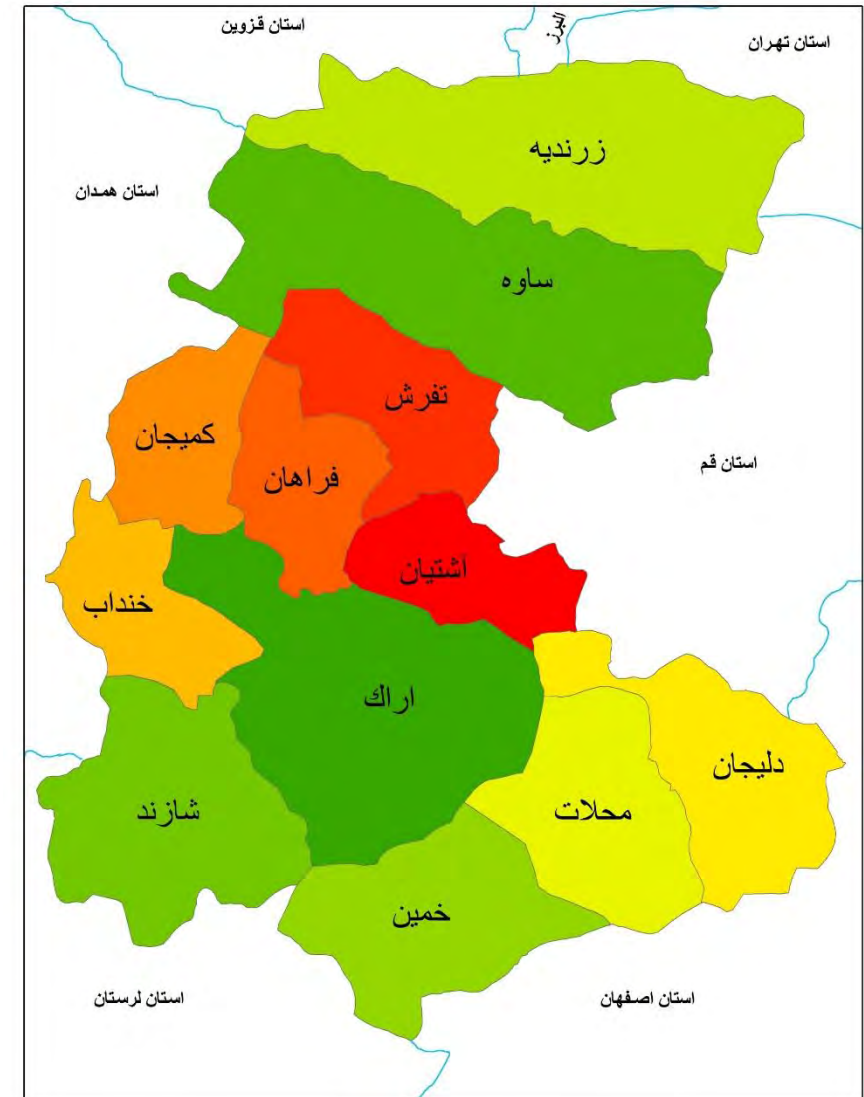 استان قزوین
البرز
استان تهران
زرندیه
استان همدان
ساوه
تفرش
کمیجان
استان قم
فراهان
آشتیان
خنداب
اراك
دلیجان
شازند
محلات
خمین
استان لرستان
استان اصفهان